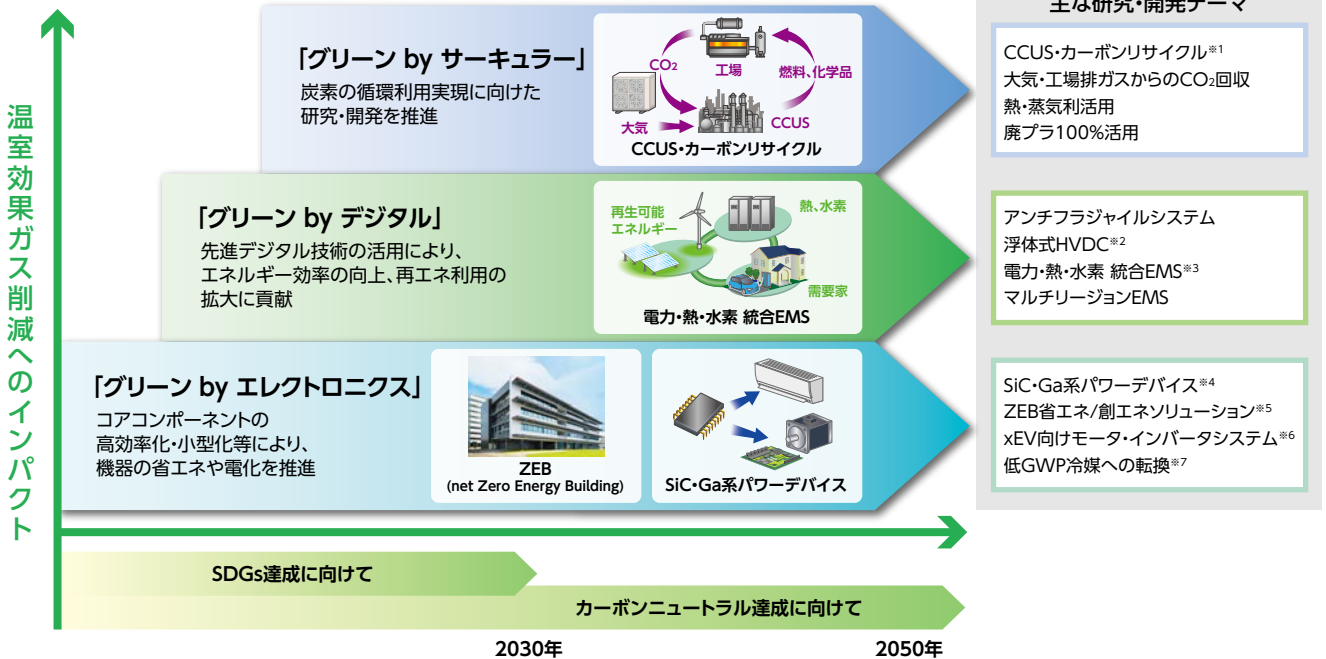 主な研究・開発テーマ
温室効果ガス削減へのインパクト
「グリーン by サーキュラー」
炭素の循環利用実現に向けた
研究・開発を推進
CO₂
工場
燃料、化学品
大気
CCUS
CCUS・カーボンリサイクル
CCUS・カーボンリサイクル※1
大気・工場排ガスからのCO₂回収
熱・蒸気利活用
廃プラ100%活用
「グリーン by デジタル」
先進デジタル技術の活用により、
エネルギー効率の向上、再エネ利用の
拡大に貢献
再生可能
エネルギー
熱、水素
需要家
電力・熱・水素 統合EMS
アンチフラジャイルシステム
浮体式HVDC※2
電力・熱・水素 統合EMS※3
マルチリージョンEMS
「グリーン by エレクトロニクス」
コアコンポーネントの
高効率化・小型化等により、
機器の省エネや電化を推進
ZEB
(net Zero Energy Building)
SiC・Ga系パワーデバイス
SiC・Ga系パワーデバイス※4
ZEB省エネ/創エネソリューション※5
xEV向けモータ・インバータシステム※6
低GWP冷媒への転換※7
SDGs達成に向けて
カーボンニュートラル達成に向けて
2030年
2050年